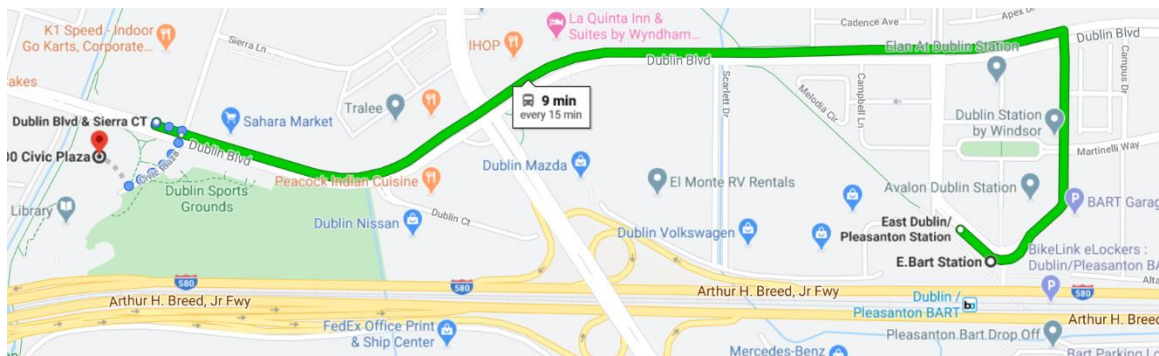 K1 Speed - Indoor
Go Karts, Corporate...
Sierra Ln
La Quinta Inn &
Suites by Wyndham...
Cadence Ave
Apex Dr
Dublin Blvd
IHOP
Dublin Blvd
Elan At Dublin Station
Campus Dr
akes
Tralee
9 min
every 15 min
Scarlett Dr
Melodia Cir
Campbell Ln
Dublin Blvd & Sierra CT
Sahara Market
Dublin Station
by Windsor
00 Civic Plaza
Civic Plaza
Dublin Blvd
Martinelli Way
Dublin Mazda
Peacock Indian Cuisine
El Monte RV Rentals
Avalon Dublin Station
Dublin Sports
Grounds
Library
Dublin Ct
Dublin Nissan
BART Garag
East Dublin/
Pleasanton Station
Dublin Volkswagen
BikeLink eLockers :
Dublin/Pleasanton BA
E.Bart Station
580
580
580
Alta
Arthur H. Breed, Jr Fwy
Arthur H. Breed, Jr Fwy
Dublin /
Pleasanton BART
ba
Arthur H. Breed
FedEx Office Print
& Ship Center
Pleasanton Bart Drop Off
Mercedes-Benz
Bart Parking Lo